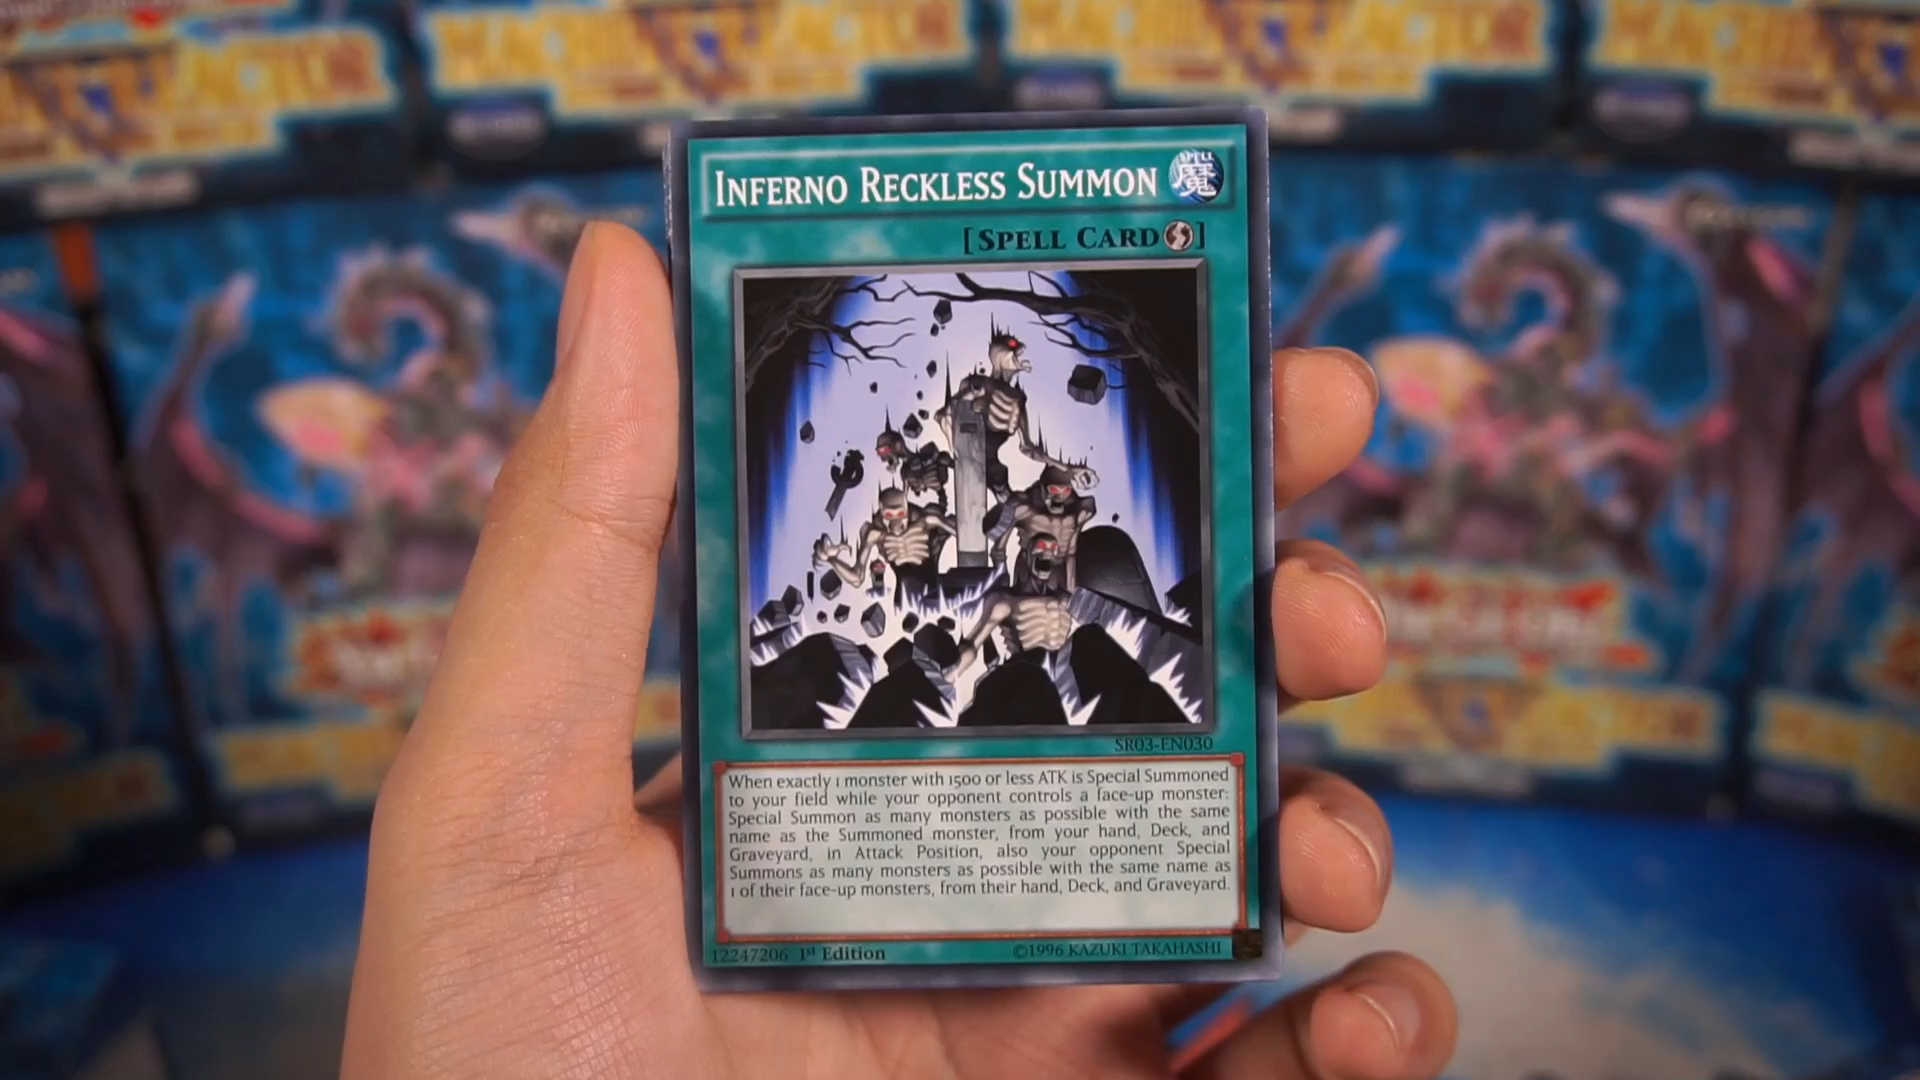 INFERNO RECKLESS SUMMON
SPELL
魔
[SPELL CARD]
SR03-EN030
When exactly 1 monster with 1500 or less ATK is Special Summoned
to your field while your opponent controls a face-up monster:
Special Summon as many monsters as possible with the same
name as the Summoned monster, from your hand, Deck, and
Graveyard, in Attack Position, also your opponent Special
Summons as many monsters as possible with the same name as
1 of their face-up monsters, from their hand, Deck, and Graveyard.
12247206 1st Edition
©1996 KAZUKI TAKAHASHI